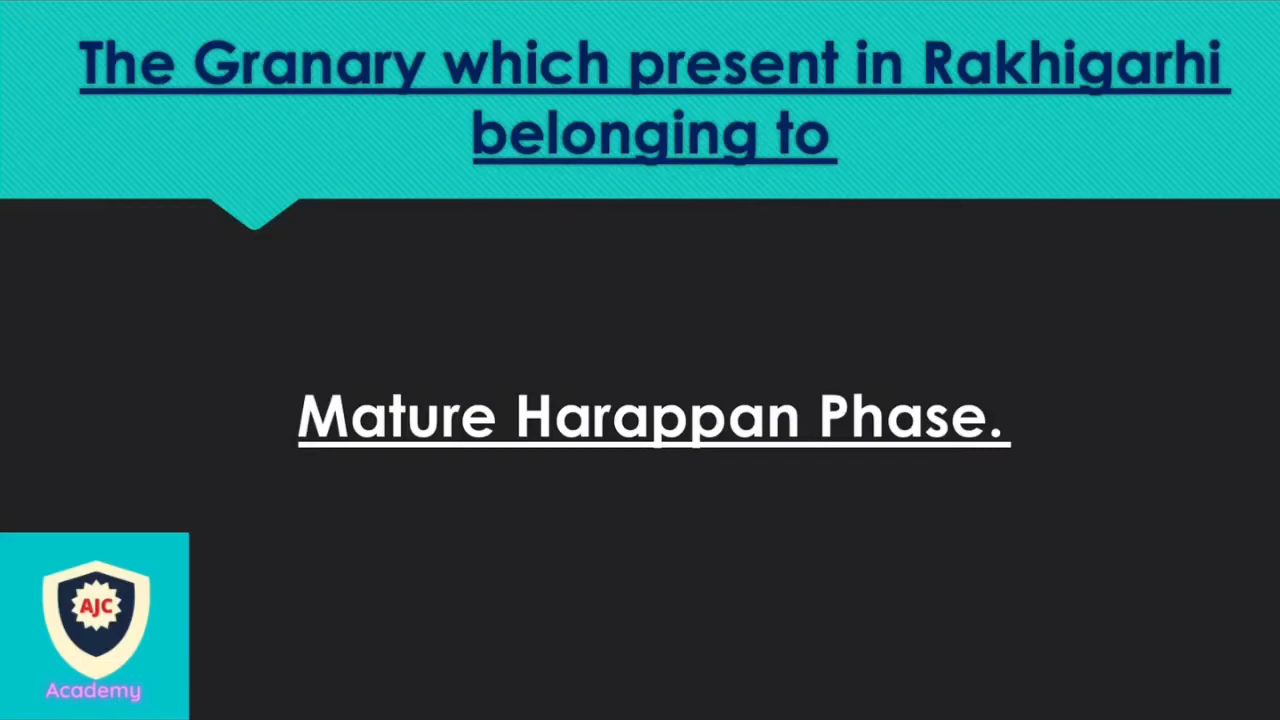 The Granary which present in Rakhigarhi
belonging to
Mature Harappan Phase.
AJC
Academy